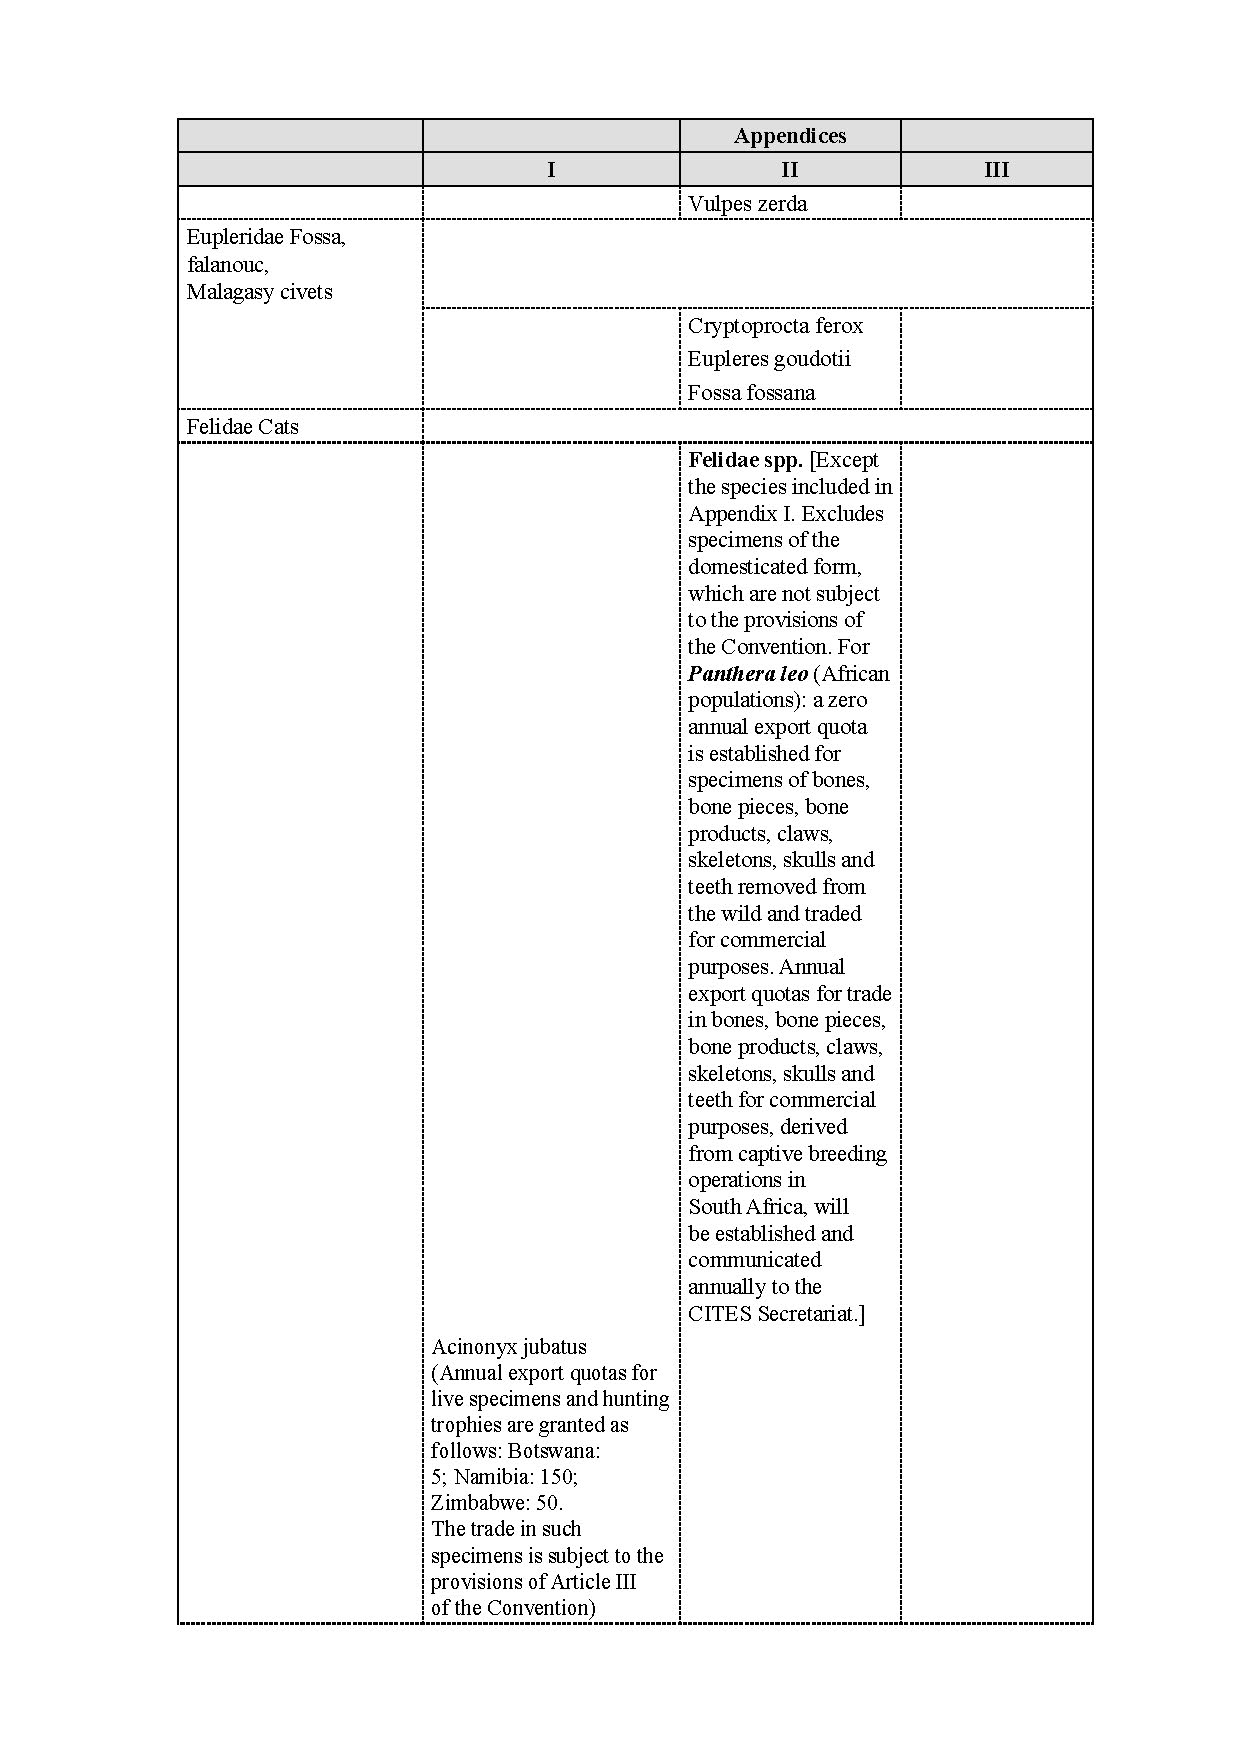 Appendices
I II III
Vulpes zerda
Eupleridae Fossa,
falanouc,
Malagasy civets
Cryptoprocta ferox
Eupleres goudotii
Fossa fossana
Felidae Cats
Felidae spp. [Except
the species included in
Appendix I. Excludes
specimens of the
domesticated form,
which are not subject
to the provisions of
the Convention. For
Panthera leo (African
populations): a zero
annual export quota
is established for
specimens of bones,
bone pieces, bone
products, claws,
skeletons, skulls and
teeth removed from
the wild and traded
for commercial
purposes. Annual
export quotas for trade
in bones, bone pieces,
bone products, claws,
skeletons, skulls and
teeth for commercial
purposes, derived
from captive breeding
operations in
South Africa, will
be established and
communicated
annually to the
CITES Secretariat.]
Acinonyx jubatus
(Annual export quotas for
live specimens and hunting
trophies are granted as
follows: Botswana:
5; Namibia: 150;
Zimbabwe: 50.
The trade in such
specimens is subject to the
provisions of Article III
of the Convention)